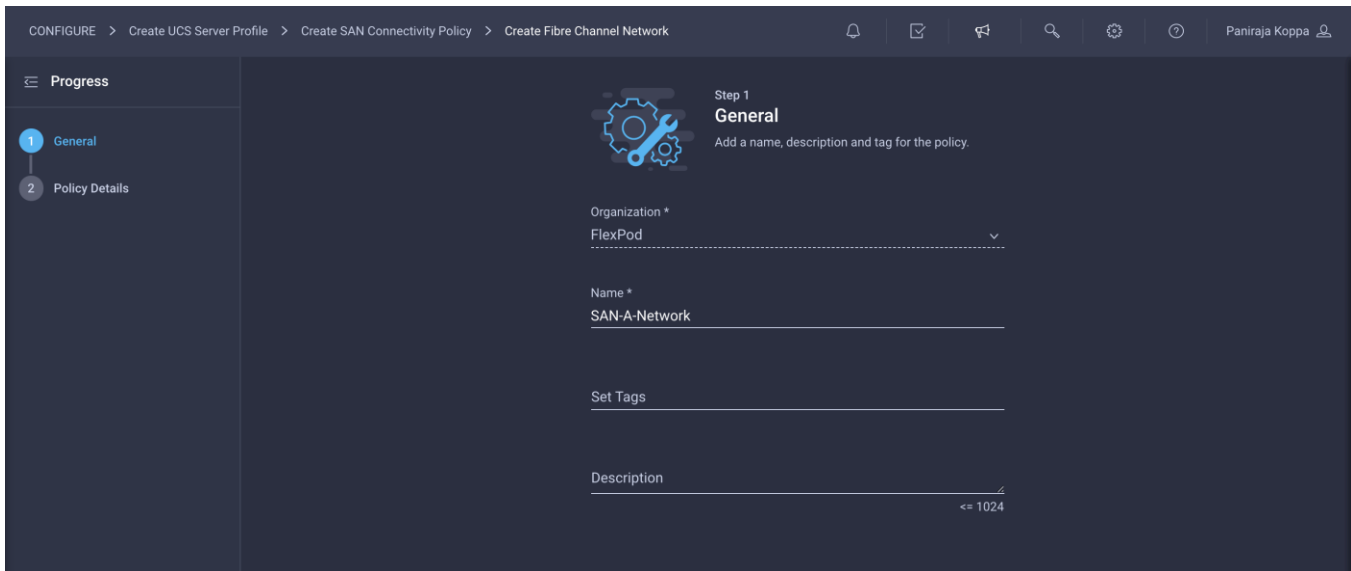 CONFIGURE > Create UCS Server Profile > Create SAN Connectivity Policy > Create Fibre Channel Network
Paniraja Koppa
Progress
1 General
2 Policy Details
Step 1
General
Add a name, description and tag for the policy.
Organization *
FlexPod
Name *
SAN-A-Network
Set Tags
Description
<= 1024